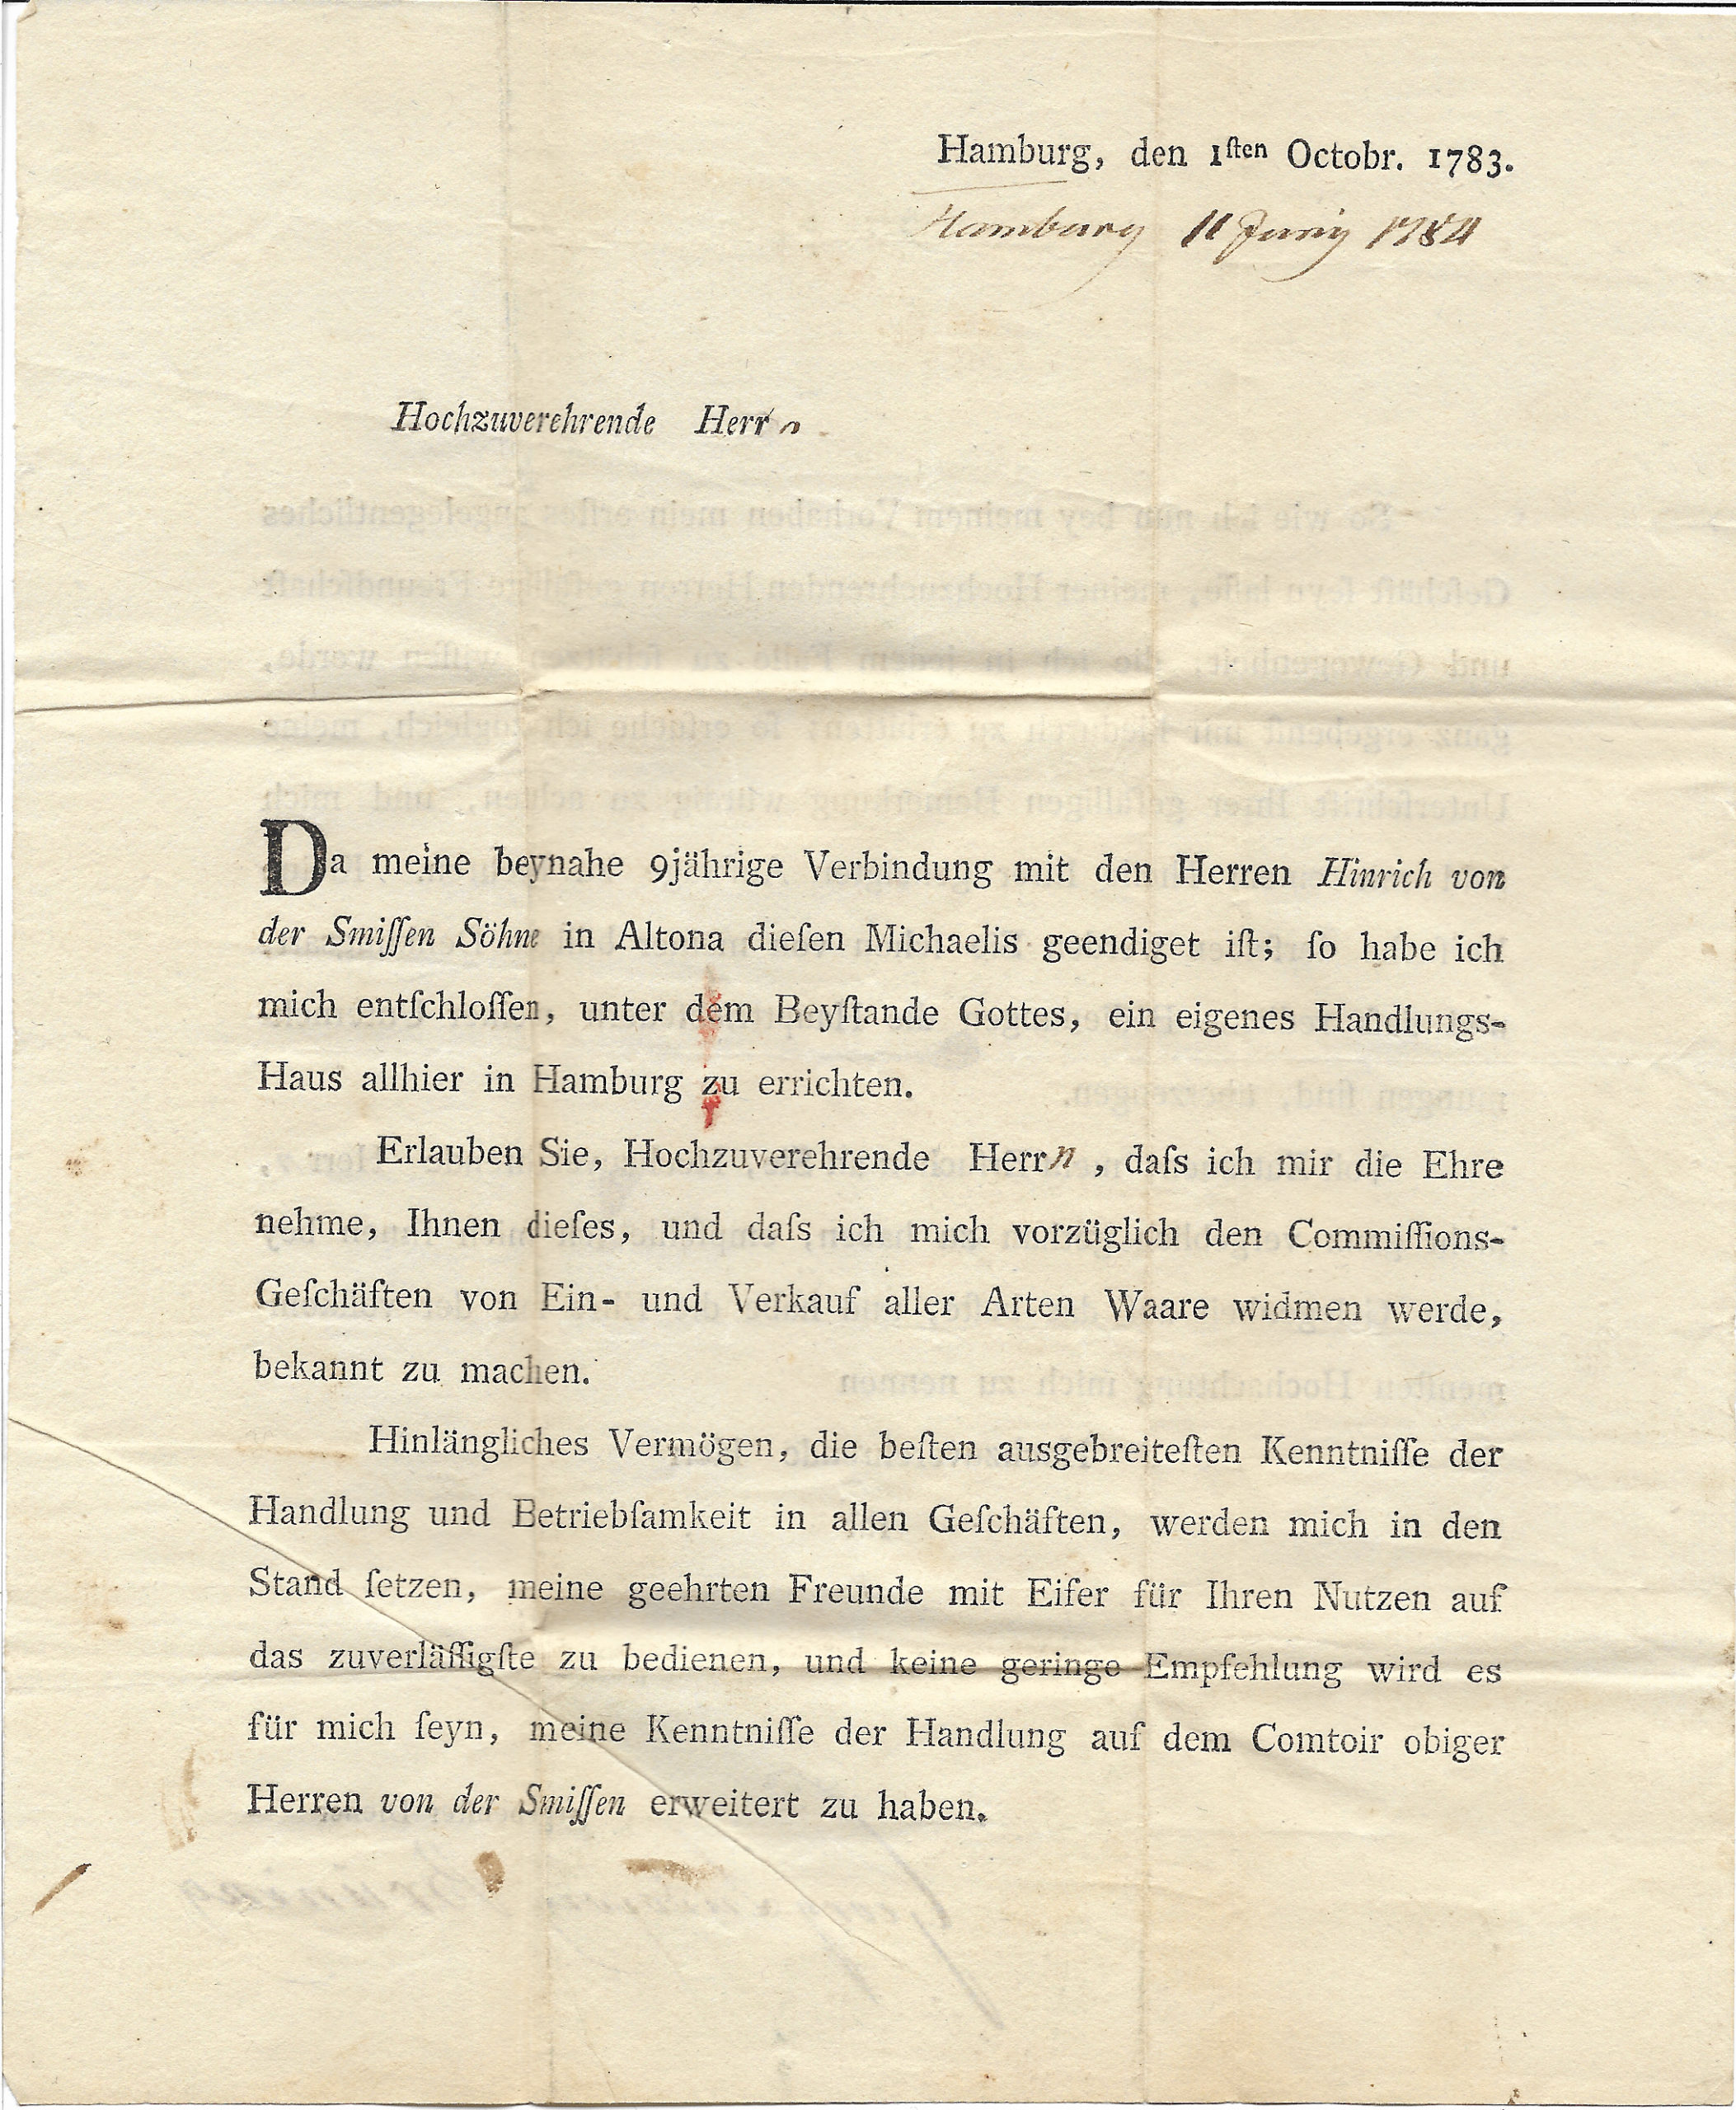 Hamburg, den 1ſten Octobr. 1783.
Hamburg 11 Juny 1784
Hochzuverehrende Herrn
Da meine beynahe 9jährige Verbindung mit den Herren Hinrich von
der Smiſſen Söhne in Altona dieſen Michaelis geendiget iſt; ſo habe ich
mich entſchloſſen, unter dem Beyſtande Gottes, ein eigenes Handlungs-
Haus allhier in Hamburg zu errichten.
Erlauben Sie, Hochzuverehrende Herrn, daſs ich mir die Ehre
nehme, Ihnen dieſes, und daſs ich mich vorzüglich den Commiſſions-
Geſchäften von Ein- und Verkauf aller Arten Waare widmen werde,
bekannt zu machen.
Hinlängliches Vermögen, die beſten ausgebreiteſten Kenntniſſe der
Handlung und Betriebſamkeit in allen Geſchäften, werden mich in den
Stand ſetzen, meine geehrten Freunde mit Eifer für Ihren Nutzen auf
das zuverläſſigſte zu bedienen, und keine geringe Empfehlung wird es
für mich ſeyn, meine Kenntniſſe der Handlung auf dem Comtoir obiger
Herren von der Smiſſen erweitert zu haben.